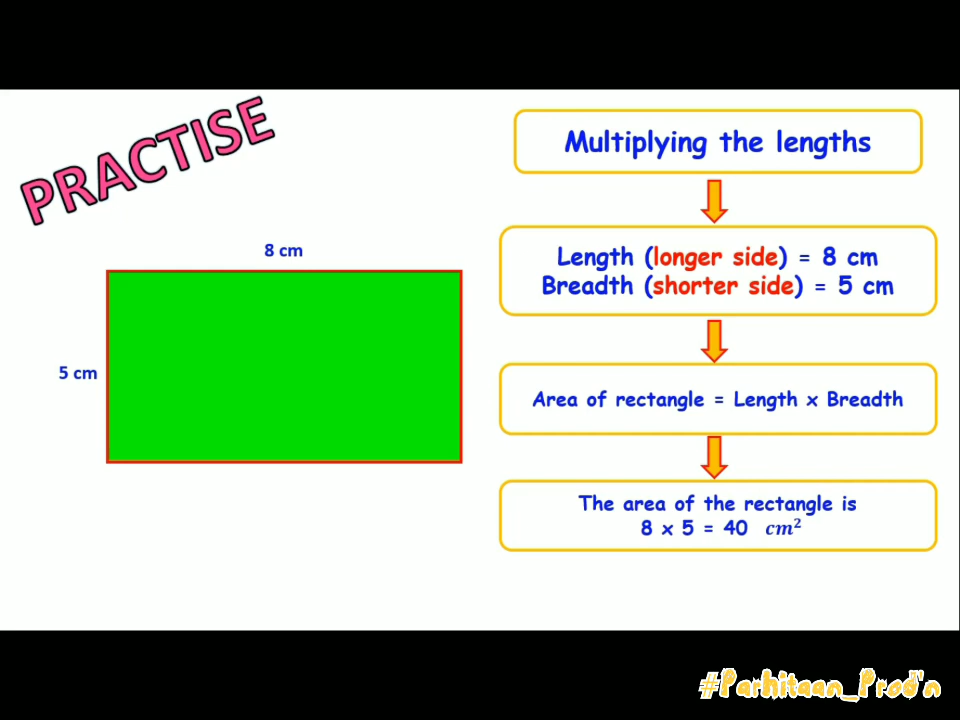 PRACTISE
8 cm
5 cm
Multiplying the lengths
Length (longer side) = 8 cm
Breadth (shorter side) = 5 cm
Area of rectangle = Length x Breadth
The area of the rectangle is
8 x 5 = 40 cm²
#Parhitaan_Prod'n